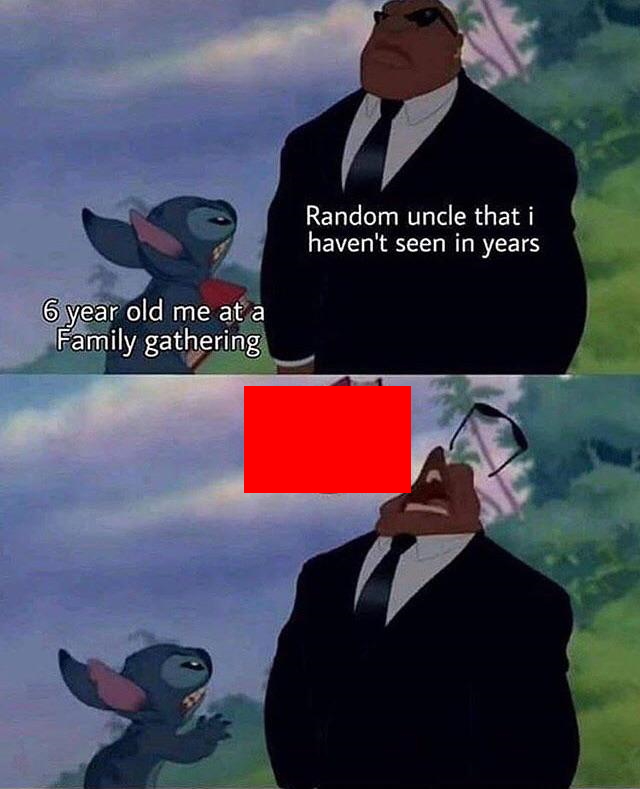 Random uncle that i
haven't seen in years
6 year old me at a
Family gathering